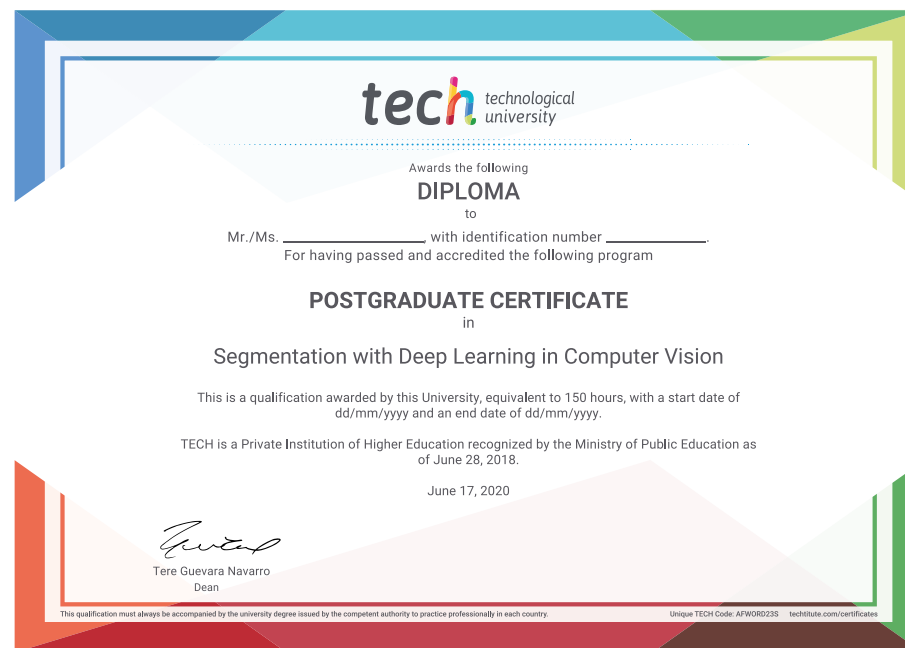 tech technological
university
Awards the following
DIPLOMA
to
Mr./Ms. ________________, with identification number ____________.
For having passed and accredited the following program
POSTGRADUATE CERTIFICATE
in
Segmentation with Deep Learning in Computer Vision
This is a qualification awarded by this University, equivalent to 150 hours, with a start date of
dd/mm/yyyy and an end date of dd/mm/yyyy.
TECH is a Private Institution of Higher Education recognized by the Ministry of Public Education as
of June 28, 2018.
June 17, 2020
Tere Guevara Navarro
Dean
This qualification must always be accompanied by the university degree issued by the competent authority to practice professionally in each country. Unique TECH Code: AFWORD23S techtitute.com/certificates